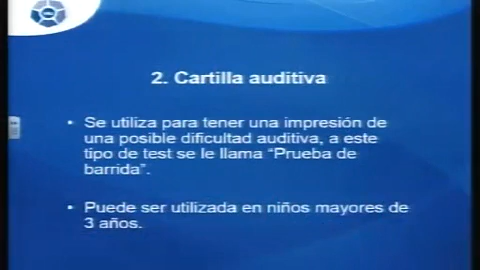 2. Cartilla auditiva
• Se utiliza para tener una impresión de
una posible dificultad auditiva, a este
tipo de test se le llama “Prueba de
barrida”.
• Puede ser utilizada en niños mayores de
3 años.